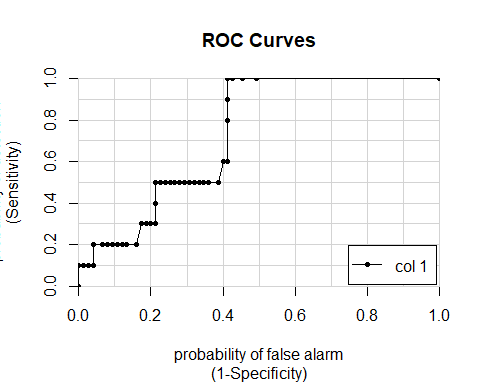 ROC Curves
1.0
0.8
0.6
0.4
0.2
0.0
(Sensitivity)
col 1
0.0 0.2 0.4 0.6 0.8 1.0
probability of false alarm
(1-Specificity)